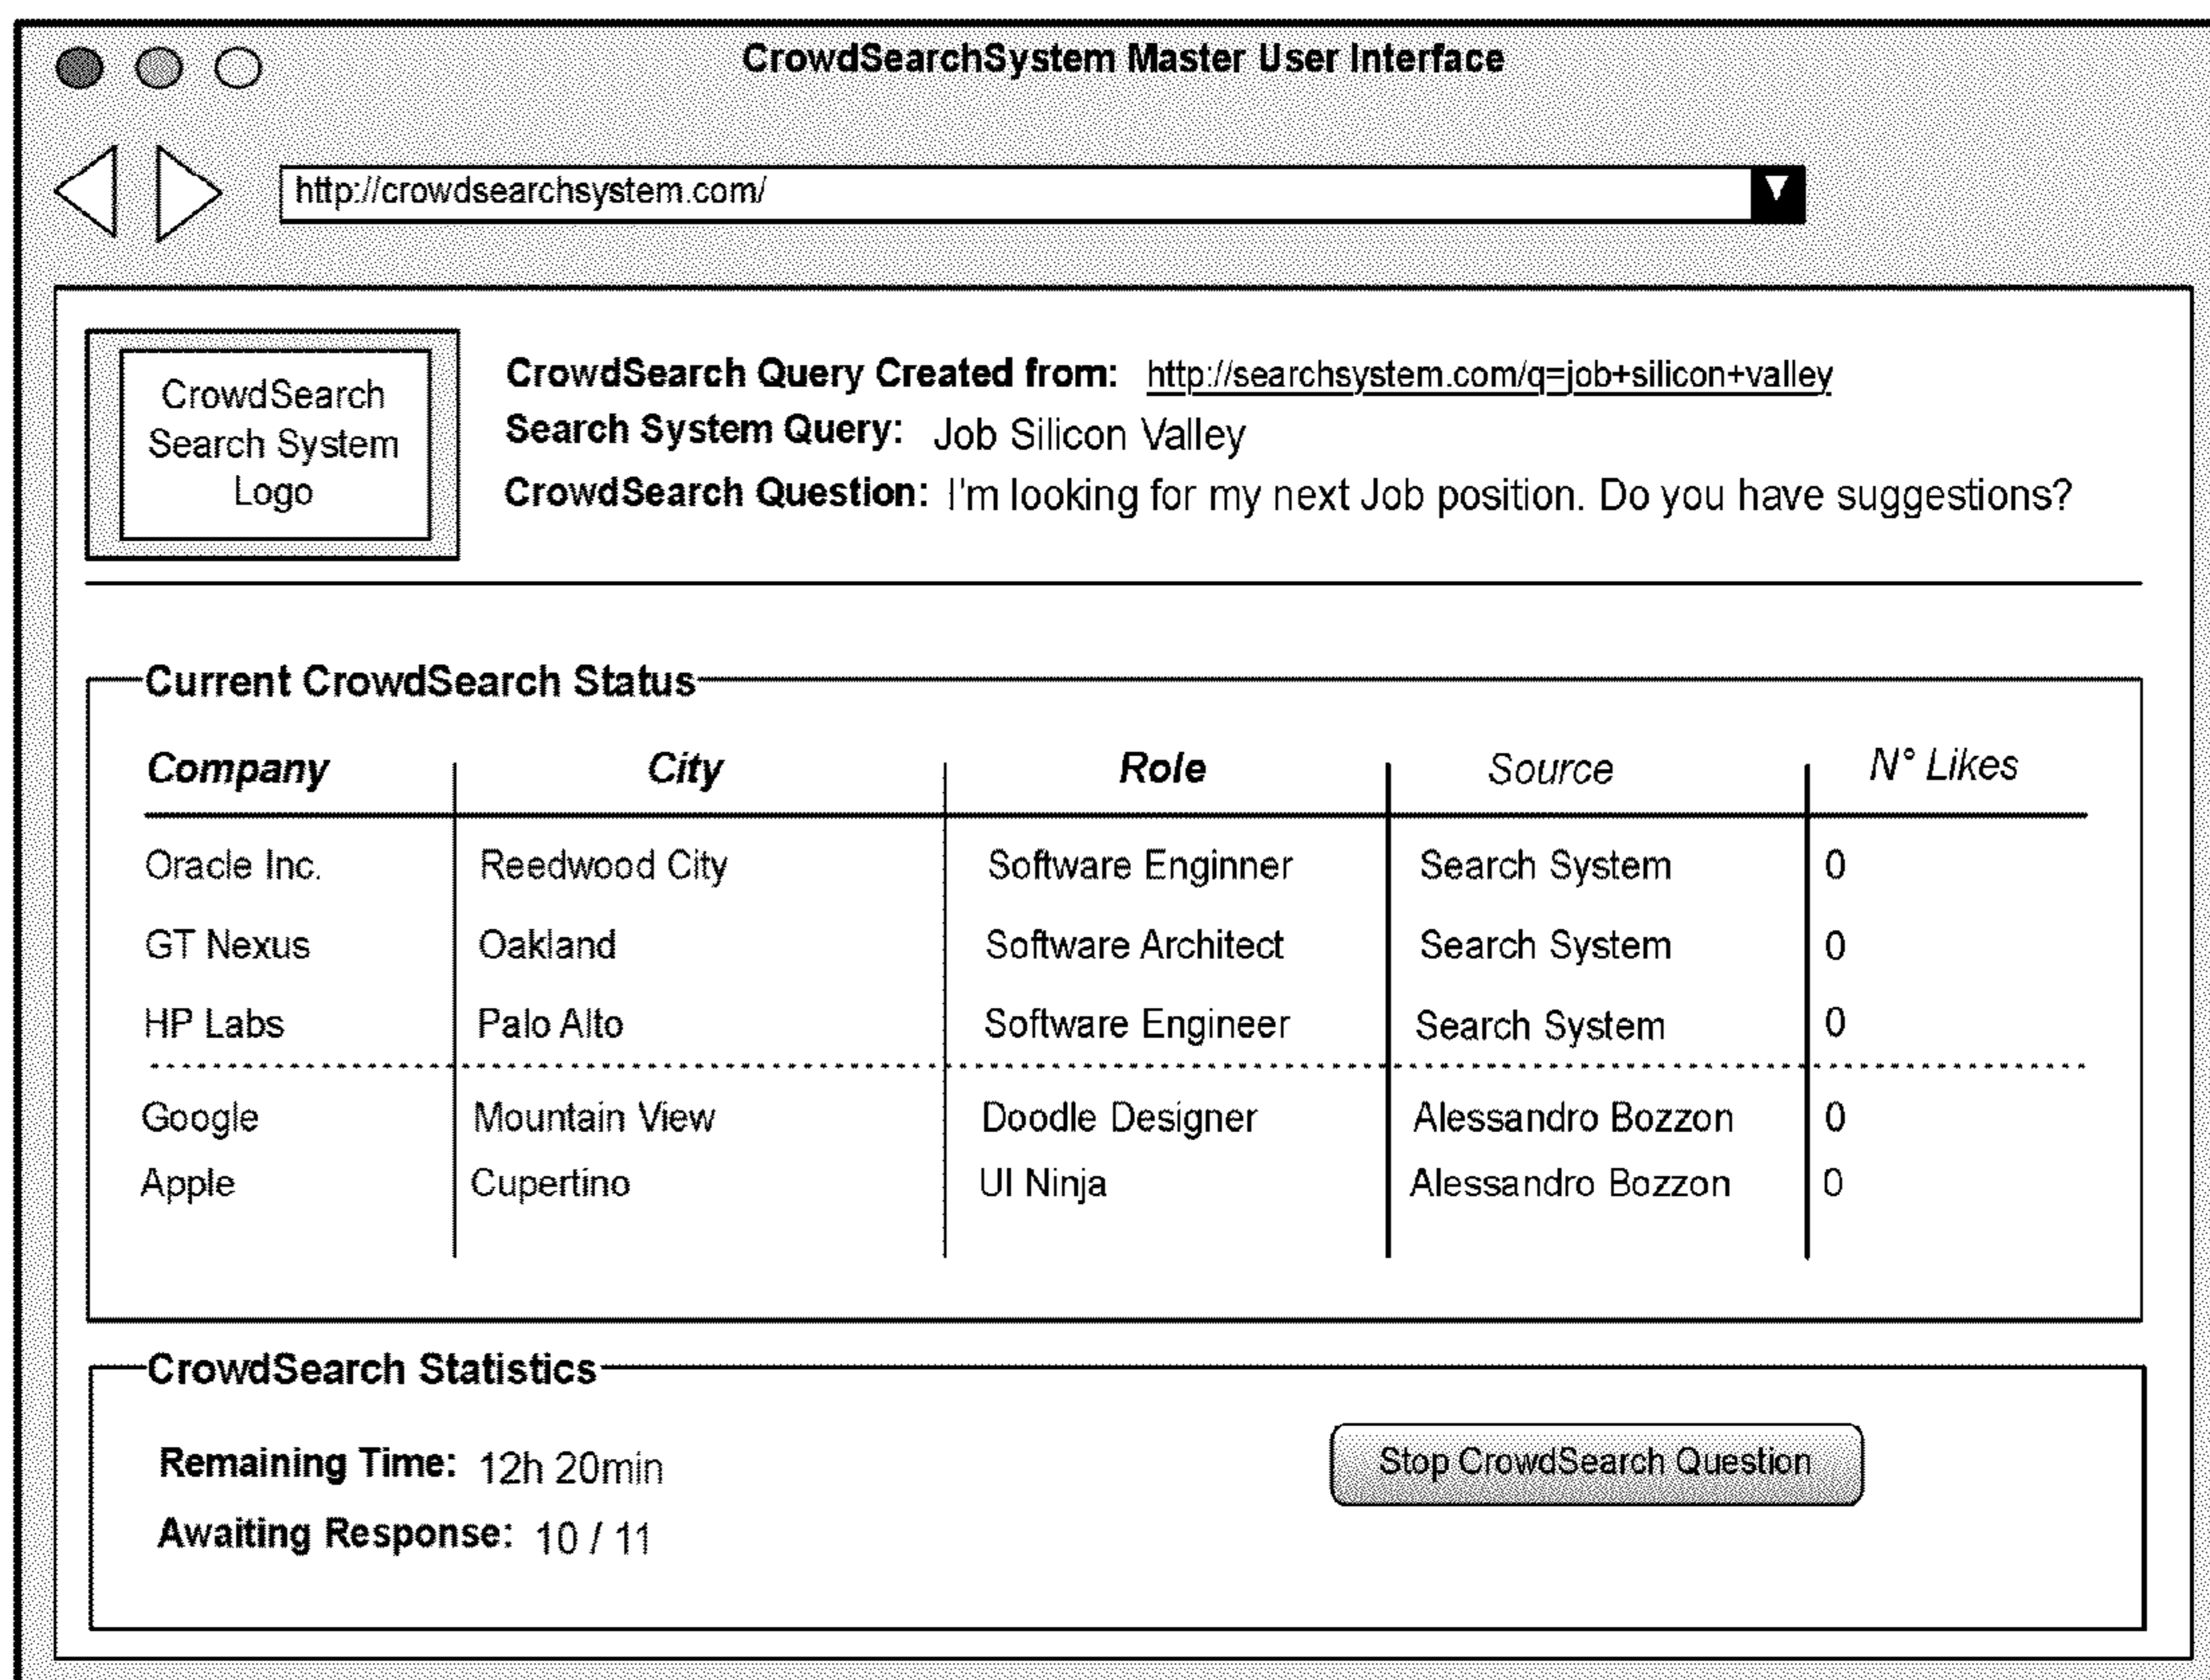 CrowdSearchSystem Master User Interface
http://crowdsearchsystem.com/
CrowdSearch
Search System
Logo
CrowdSearch Query Created from: http://searchsystem.com/q=job+silicon+valley
Search System Query: Job Silicon Valley
CrowdSearch Question: I'm looking for my next Job position. Do you have suggestions?
Current CrowdSearch Status
Company City Role Source N° Likes
Oracle Inc. Reedwood City Software Enginner Search System 0
GT Nexus Oakland Software Architect Search System 0
HP Labs Palo Alto Software Engineer Search System 0
Google Mountain View Doodle Designer Alessandro Bozzon 0
Apple Cupertino UI Ninja Alessandro Bozzon 0
CrowdSearch Statistics
Remaining Time: 12h 20min
Stop CrowdSearch Question
Awaiting Response: 10 / 11